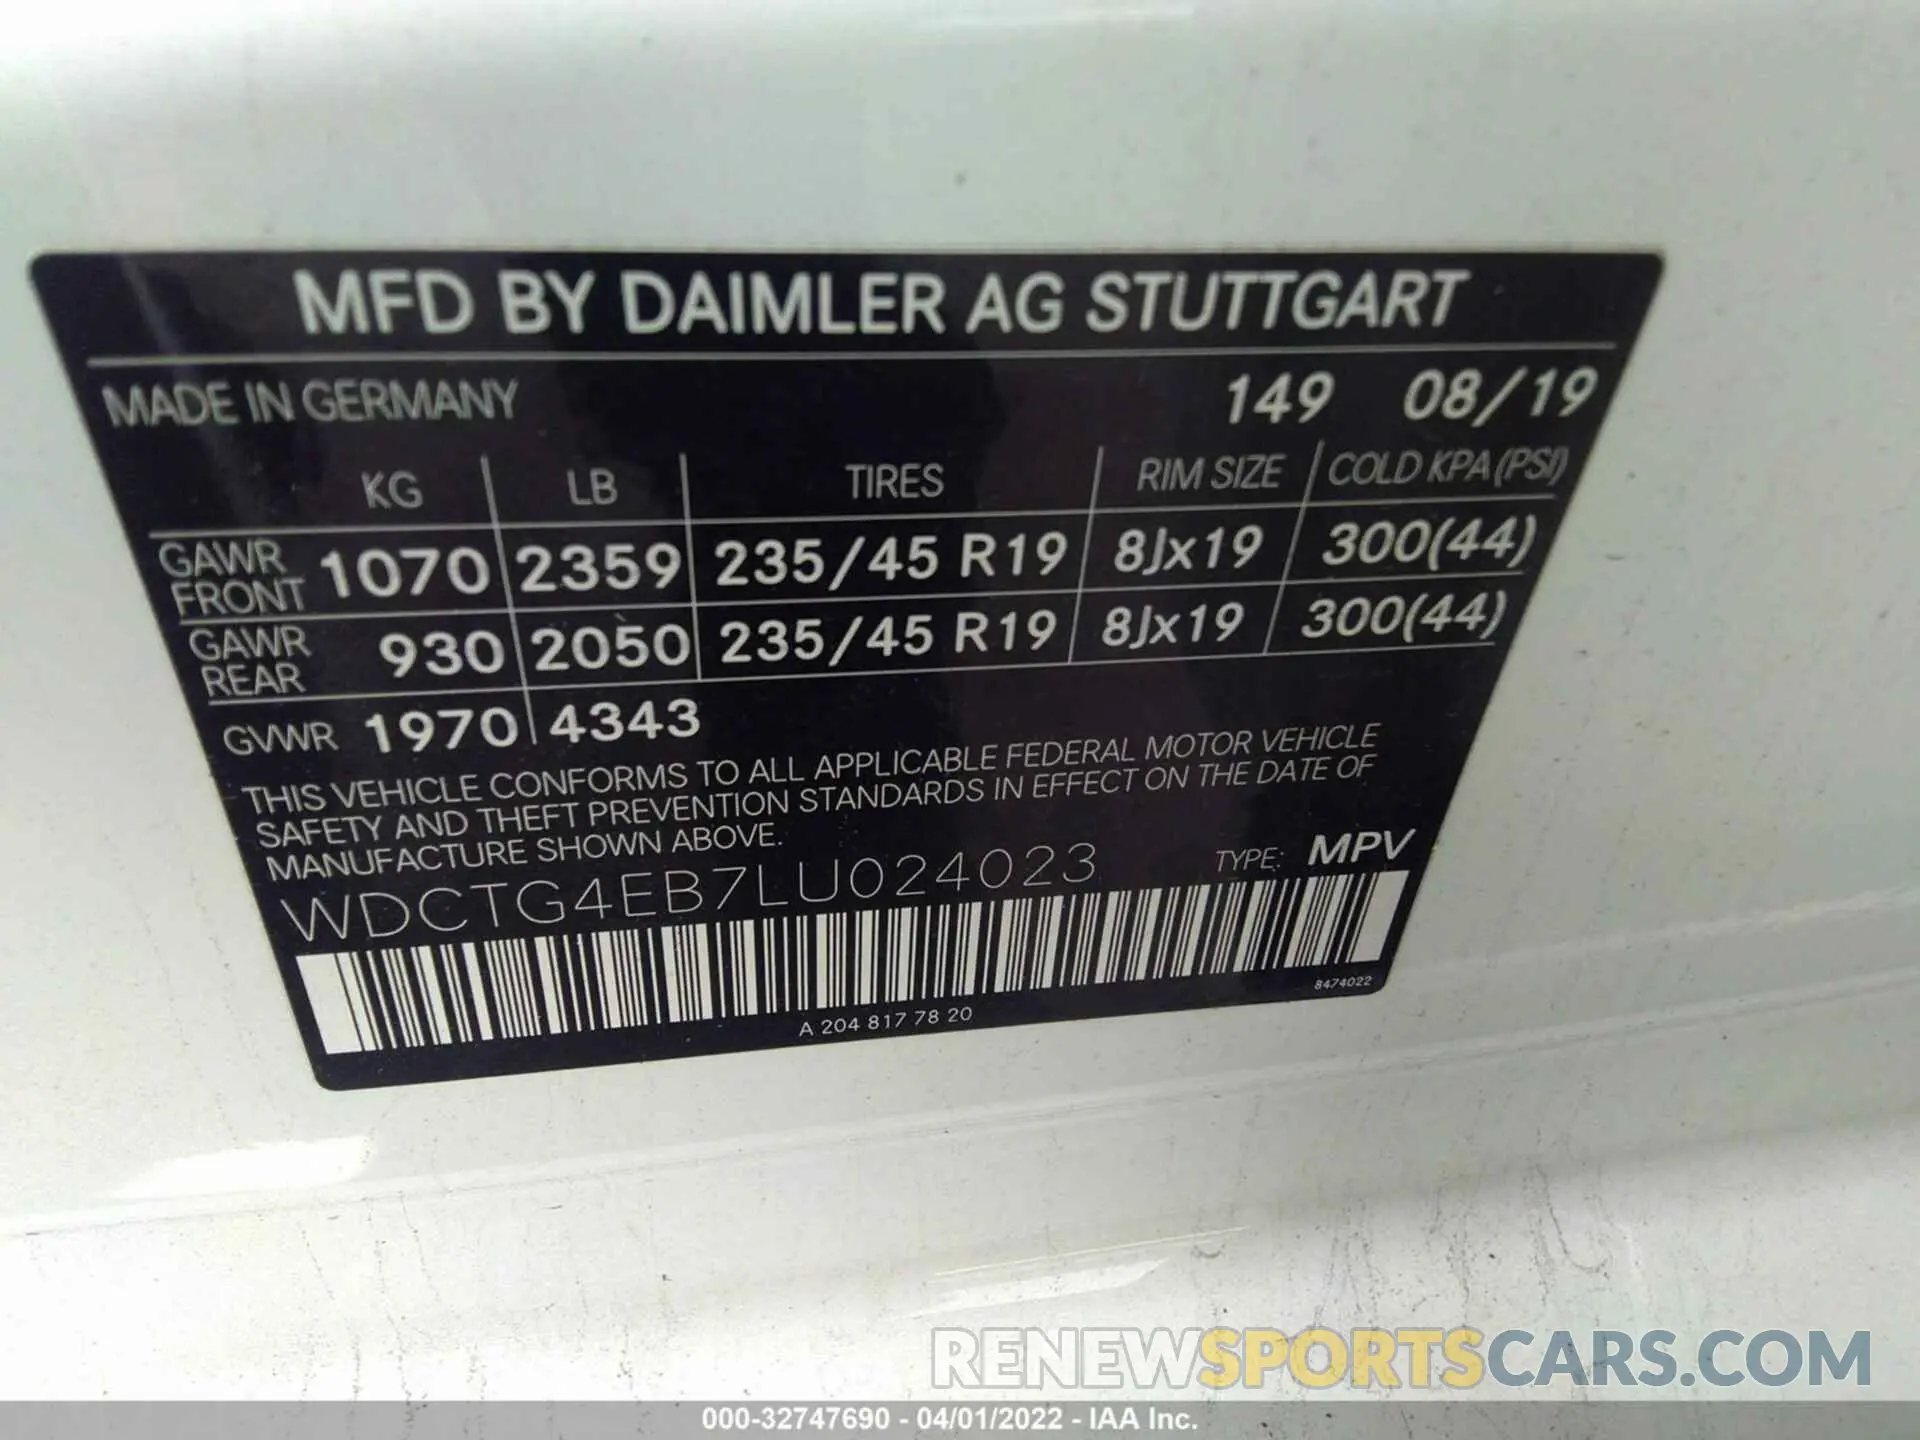 MFD BY DAIMLER AG STUTTGART
MADE IN GERMANY 149 08/19
KG LB TIRES RIM SIZE COLD KPA (PSI)
GAWR FRONT 1070 2359 235/45 R19 8Jx19 300(44)
GAWR REAR 930 2050 235/45 R19 8Jx19 300(44)
GVWR 1970 4343
THIS VEHICLE CONFORMS TO ALL APPLICABLE FEDERAL MOTOR VEHICLE
SAFETY AND THEFT PREVENTION STANDARDS IN EFFECT ON THE DATE OF
MANUFACTURE SHOWN ABOVE.
WDCTG4EB7LU024023 TYPE: MPV
A 204 817 78 20 8474022
RENEWSPORTSCARS.COM
000-32747690 - 04/01/2022 - IAA Inc.